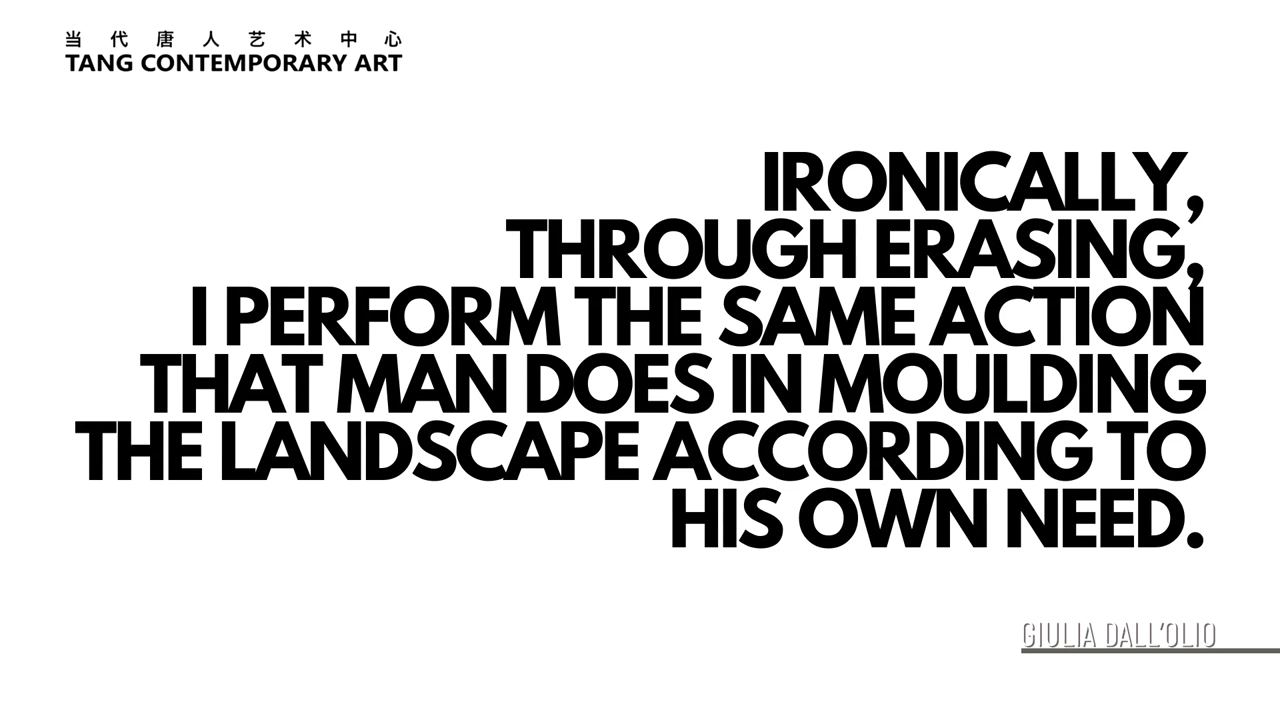 当代唐人艺术中心
TANG CONTEMPORARY ART
IRONICALLY,
THROUGH ERASING,
I PERFORM THE SAME ACTION
THAT MAN DOES IN MOULDING
THE LANDSCAPE ACCORDING TO
HIS OWN NEED.
GIULIA DALL'OLIO